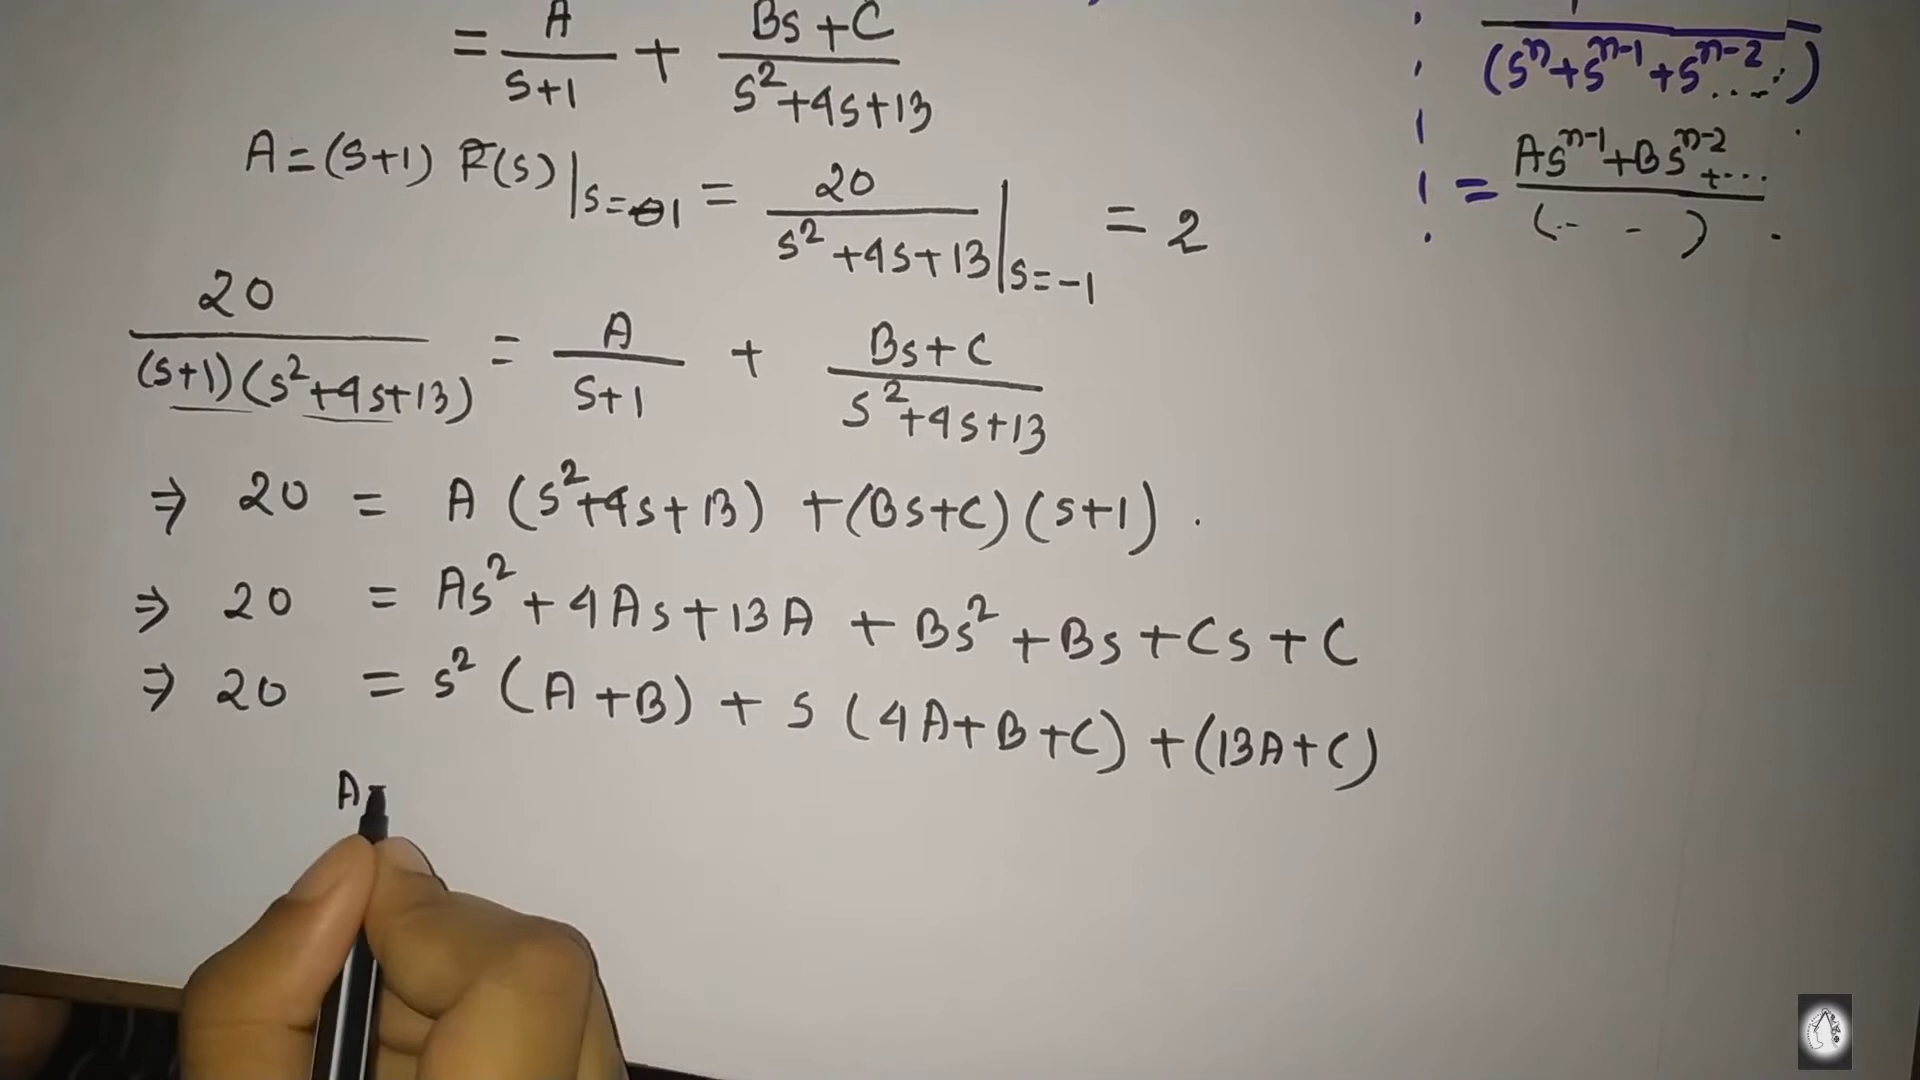 = A/(s+1) + (Bs+C)/(s²+4s+13)
A = (s+1) F(s)|s=-1 = 20/(s²+4s+13)|s=-1 = 2
20/((s+1)(s²+4s+13)) = A/(s+1) + (Bs+C)/(s²+4s+13)
⇒ 20 = A (s²+4s+13) + (Bs+C)(s+1) .
⇒ 20 = As² + 4As + 13A + Bs² + Bs + Cs + C
⇒ 20 = s² (A+B) + s (4A+B+C) + (13A+C)
A
(sⁿ+sⁿ⁻¹+sⁿ⁻²....)
= (Asⁿ⁻¹+Bsⁿ⁻²+...)/(.. - ) .